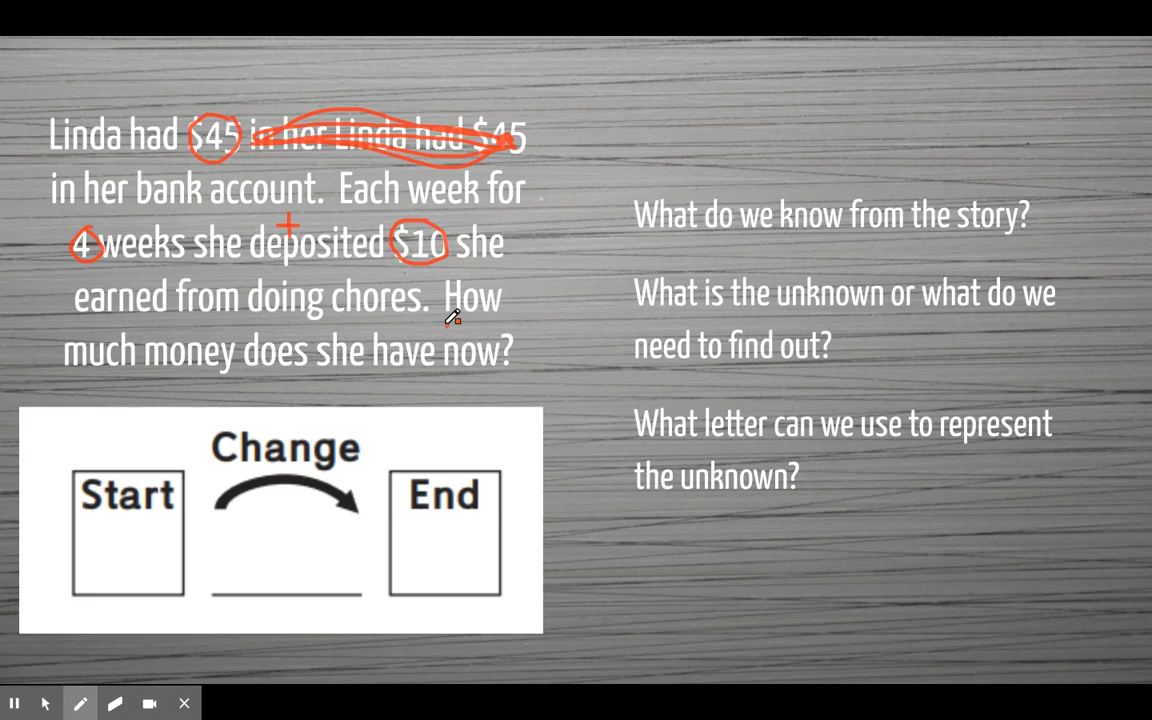 Linda had $45 in her Linda had $45
in her bank account. Each week for
+
4 weeks she deposited $10 she
earned from doing chores. How
much money does she have now?
What do we know from the story?
What is the unknown or what do we
need to find out?
What letter can we use to represent
the unknown?
Change
Start
End